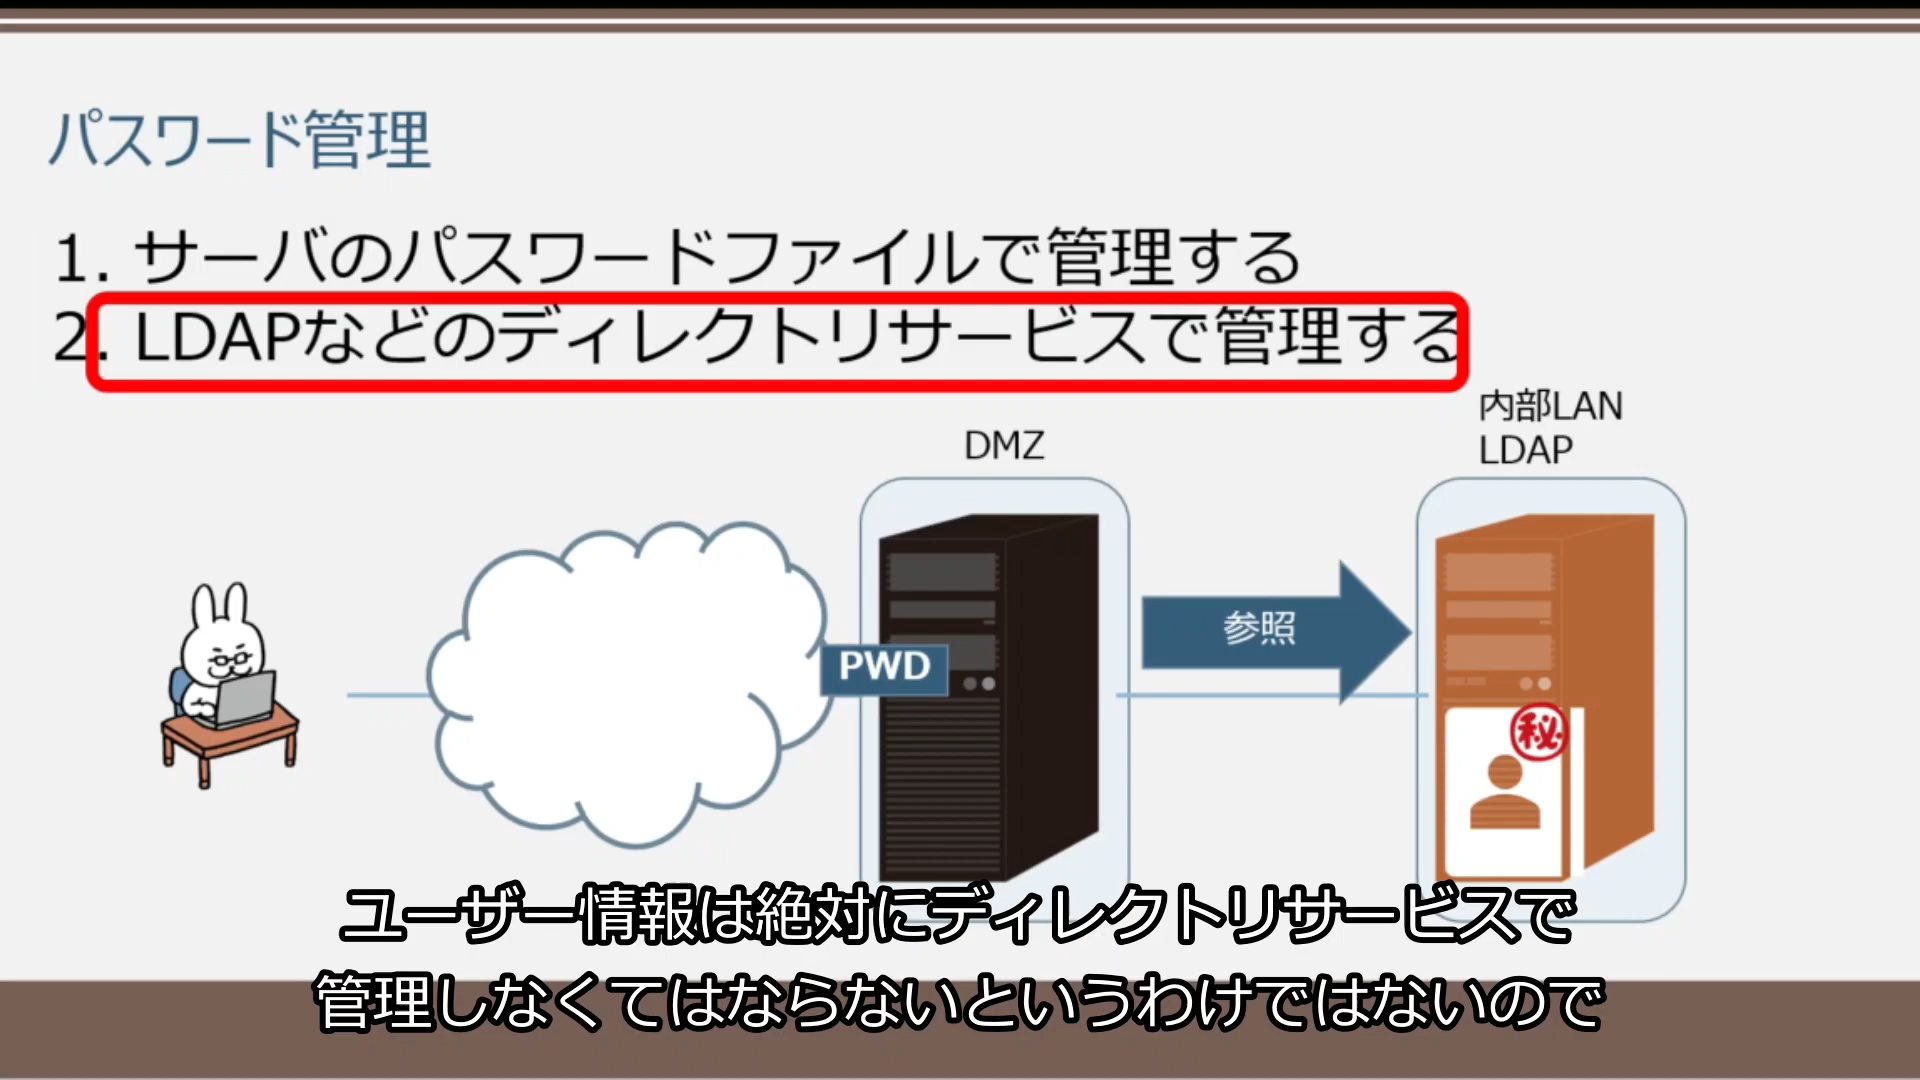 パスワード管理
1. サーバのパスワードファイルで管理する
2. LDAPなどのディレクトリサービスで管理する
内部LAN
LDAP
DMZ
参照
PWD
秘
ユーザー情報は絶対にディレクトリサービスで
管理しなくてはならないというわけではないので